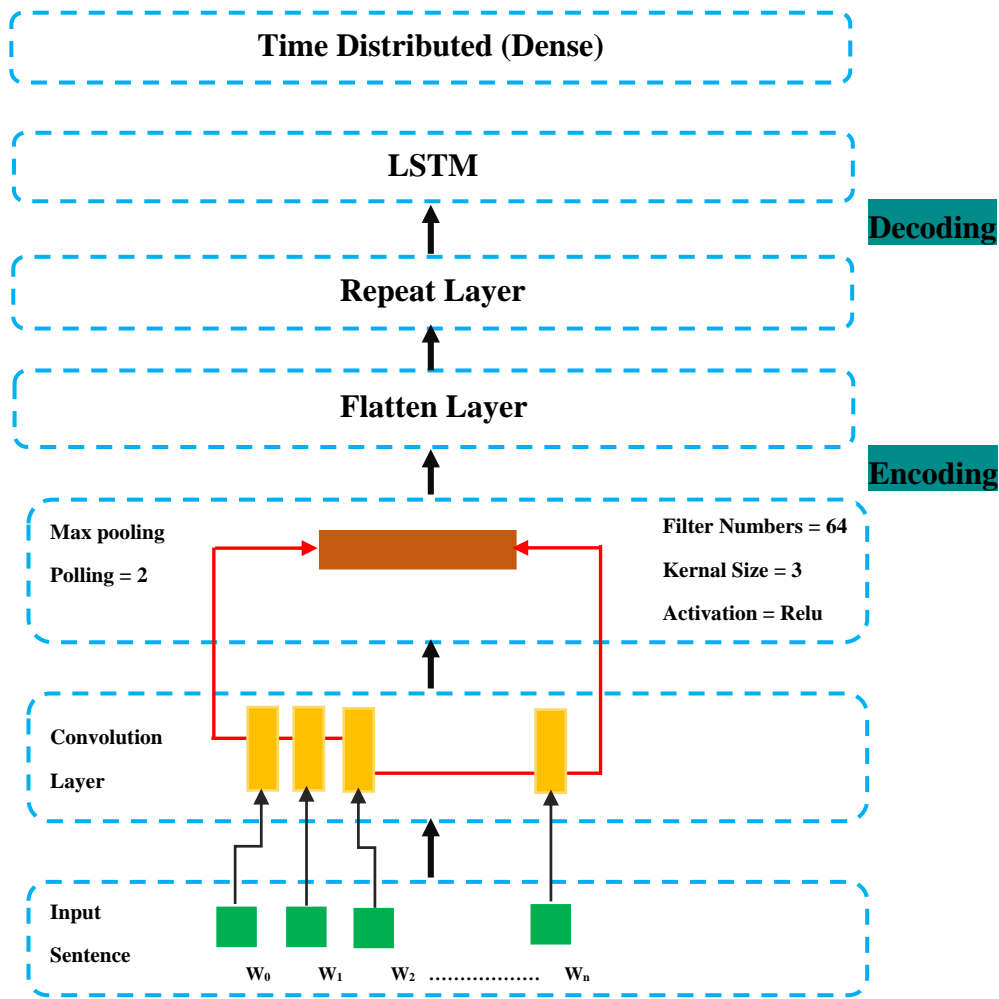 Time Distributed (Dense)
LSTM
Decoding
Repeat Layer
Flatten Layer
Encoding
Max pooling
Polling = 2
Filter Numbers = 64
Kernal Size = 3
Activation = Relu
Convolution
Layer
Input
Sentence
W₀ W₁ W₂ .................. Wₙ